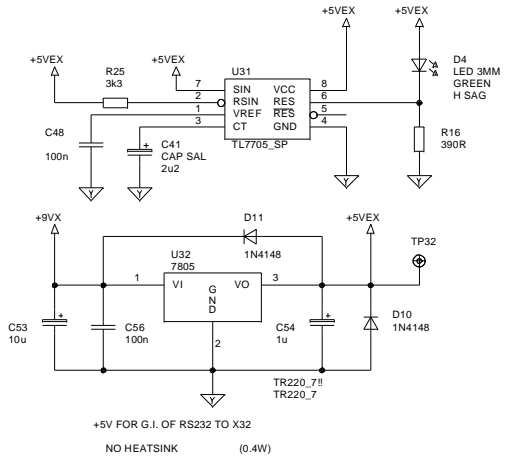 +5VEX
+5VEX
+5VEX
+5VEX
U31
R25
3k3
7 SIN VCC 8
2 RSIN RES 6
1 VREF RES 5
3 CT GND 4
TL7705_SP
D4
LED 3MM
GREEN
H SAG
C48
100n
C41
CAP SAL
2u2
R16
390R
+9VX
D11
1N4148
+5VEX
TP32
U32
7805
1 VI VO 3
GND
2
C53
10u
C56
100n
C54
1u
D10
1N4148
TR220_7!!
TR220_7
+5V FOR G.I. OF RS232 TO X32
NO HEATSINK (0.4W)